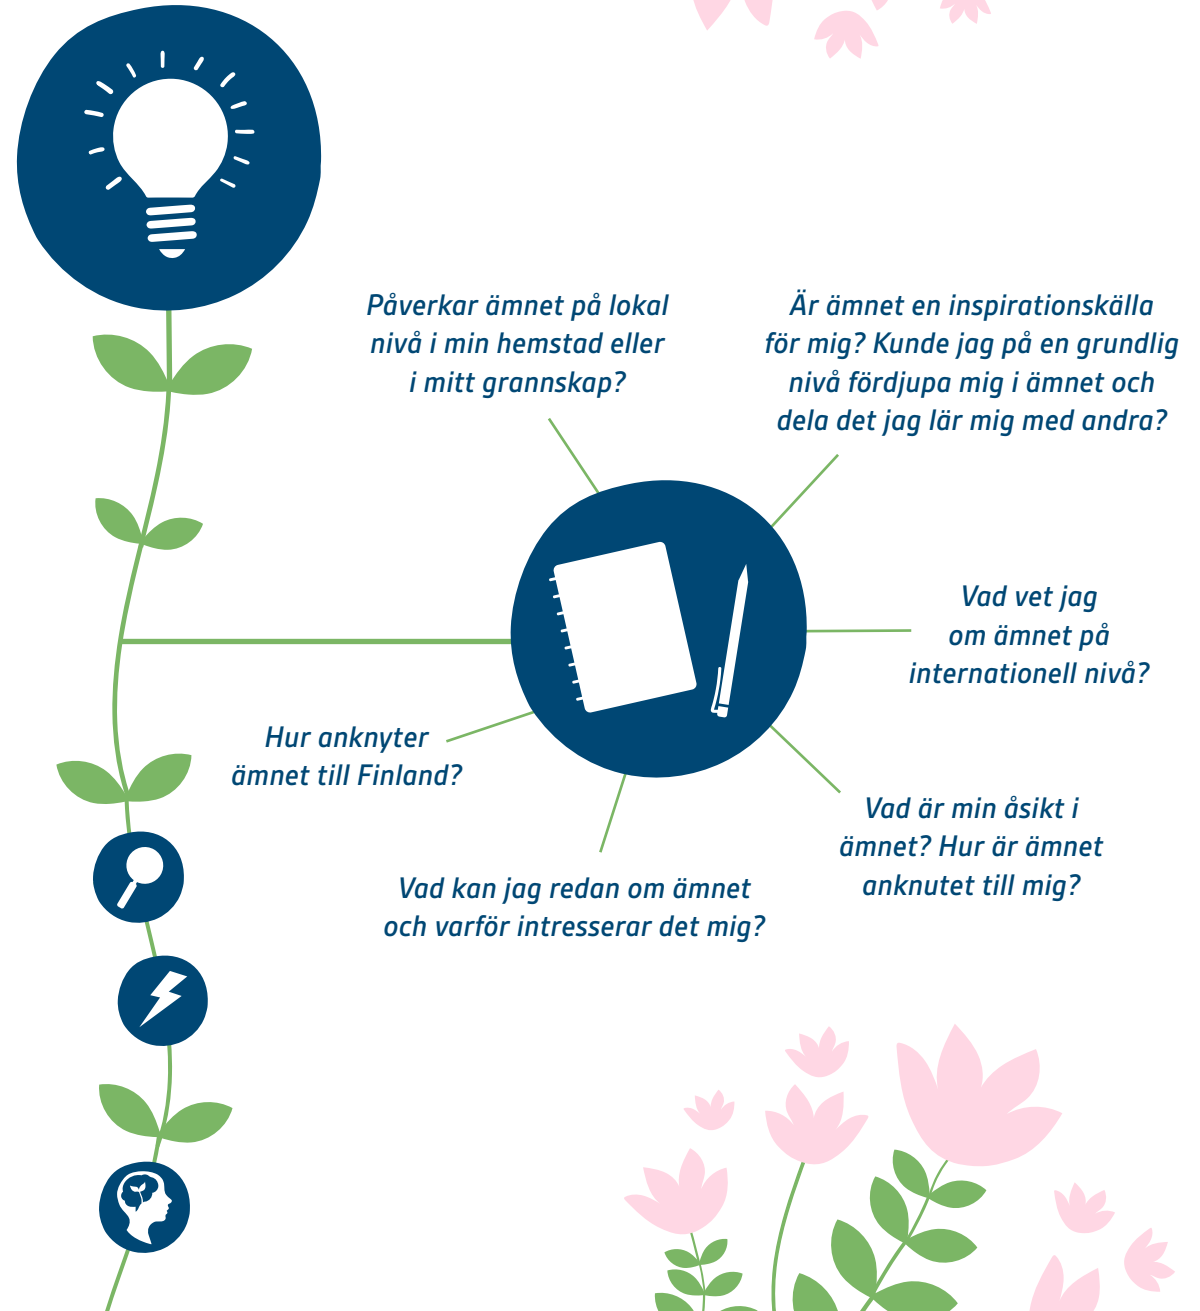 Påverkar ämnet på lokal
nivå i min hemstad eller
i mitt grannskap?
Är ämnet en inspirationskälla
för mig? Kunde jag på en grundlig
nivå fördjupa mig i ämnet och
dela det jag lär mig med andra?
Vad vet jag
om ämnet på
internationell nivå?
Hur anknyter
ämnet till Finland?
Vad är min åsikt i
ämnet? Hur är ämnet
anknutet till mig?
Vad kan jag redan om ämnet
och varför intresserar det mig?